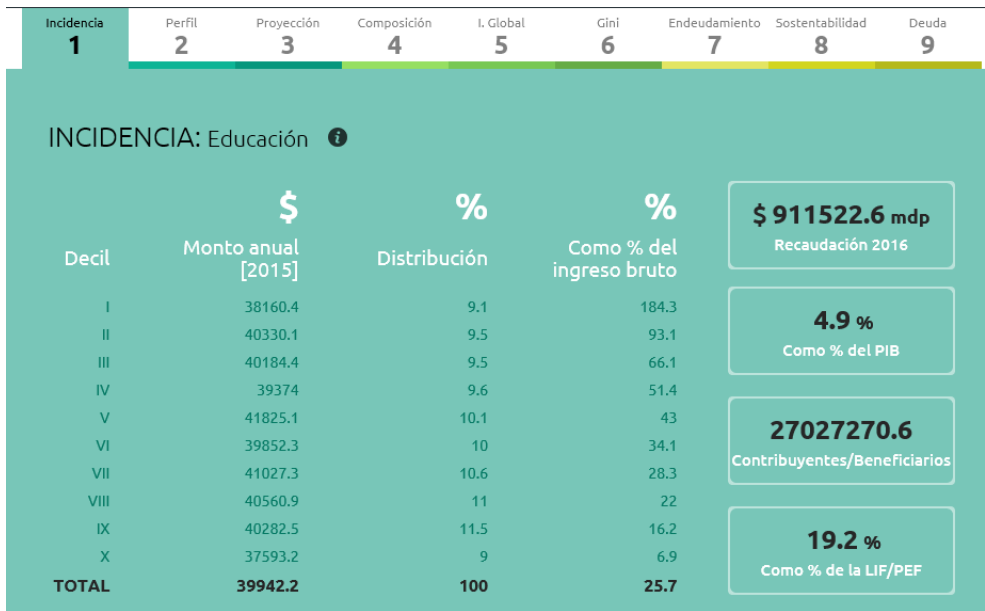 Incidencia Perfil Proyección Composición I. Global Gini Endeudamiento Sostentabilidad Deuda
1 2 3 4 5 6 7 8 9
INCIDENCIA: Educación i
$ % %
Decil Monto anual [2015] Distribución Como % del ingreso bruto
I 38160.4 9.1 184.3
II 40330.1 9.5 93.1
III 40184.4 9.5 66.1
IV 39374 9.6 51.4
V 41825.1 10.1 43
VI 39852.3 10 34.1
VII 41027.3 10.6 28.3
VIII 40560.9 11 22
IX 40282.5 11.5 16.2
X 37593.2 9 6.9
TOTAL 39942.2 100 25.7
$ 911522.6 mdp
Recaudación 2016
4.9 %
Como % del PIB
27027270.6
Contribuyentes/Beneficiarios
19.2 %
Como % de la LIF/PEF